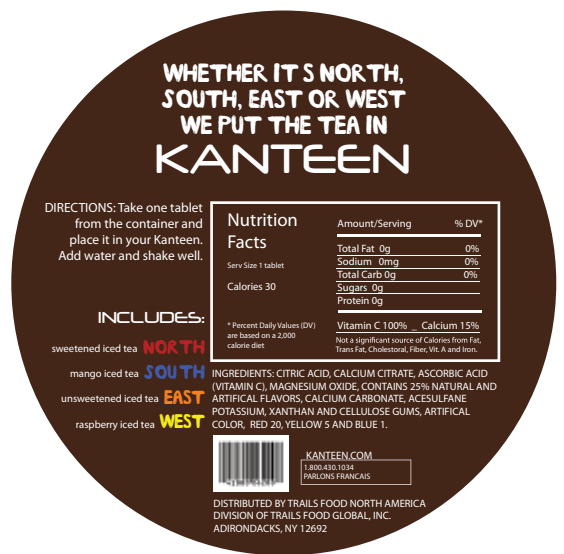 WHETHER IT S NORTH,
SOUTH, EAST OR WEST
WE PUT THE TEA IN
KANTEEN
DIRECTIONS: Take one tablet
from the container and
place it in your Kanteen.
Add water and shake well.
INCLUDES:
sweetened iced tea NORTH
mango iced tea SOUTH
unsweetened iced tea EAST
raspberry iced tea WEST
Nutrition
Facts
Serv Size 1 tablet
Calories 30
* Percent Daily Values (DV)
are based on a 2,000
calorie diet
Amount/Serving % DV*
Total Fat 0g 0%
Sodium 0mg 0%
Total Carb 0g 0%
Sugars 0g
Protein 0g
Vitamin C 100% _ Calcium 15%
Not a significant source of Calories from Fat,
Trans Fat, Cholestoral, Fiber, Vit. A and Iron.
INGREDIENTS: CITRIC ACID, CALCIUM CITRATE, ASCORBIC ACID
(VITAMIN C), MAGNESIUM OXIDE, CONTAINS 25% NATURAL AND
ARTIFICAL FLAVORS, CALCIUM CARBONATE, ACESULFANE
POTASSIUM, XANTHAN AND CELLULOSE GUMS, ARTIFICAL
COLOR, RED 20, YELLOW 5 AND BLUE 1.
KANTEEN.COM
1.800.430.1034
PARLONS FRANCAIS
DISTRIBUTED BY TRAILS FOOD NORTH AMERICA
DIVISION OF TRAILS FOOD GLOBAL, INC.
ADIRONDACKS, NY 12692